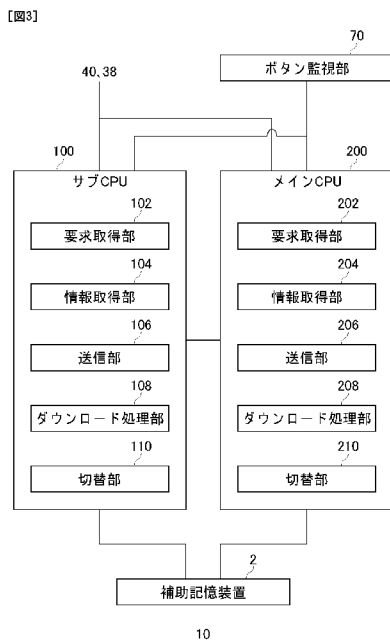 [図3]
70
ボタン監視部
40、38
100
200
サブCPU
メインCPU
102
202
要求取得部
要求取得部
104
204
情報取得部
情報取得部
106
206
送信部
送信部
108
208
ダウンロード処理部
ダウンロード処理部
110
210
切替部
切替部
2
補助記憶装置
10